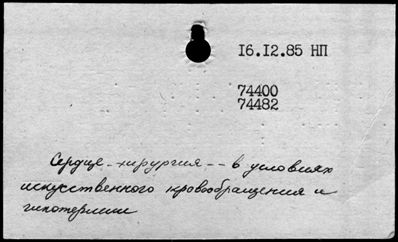 16.12.85 НП
74400
74482
Сердце - хирургия -- в условиях
искусственного кровообращения и
гипотермии